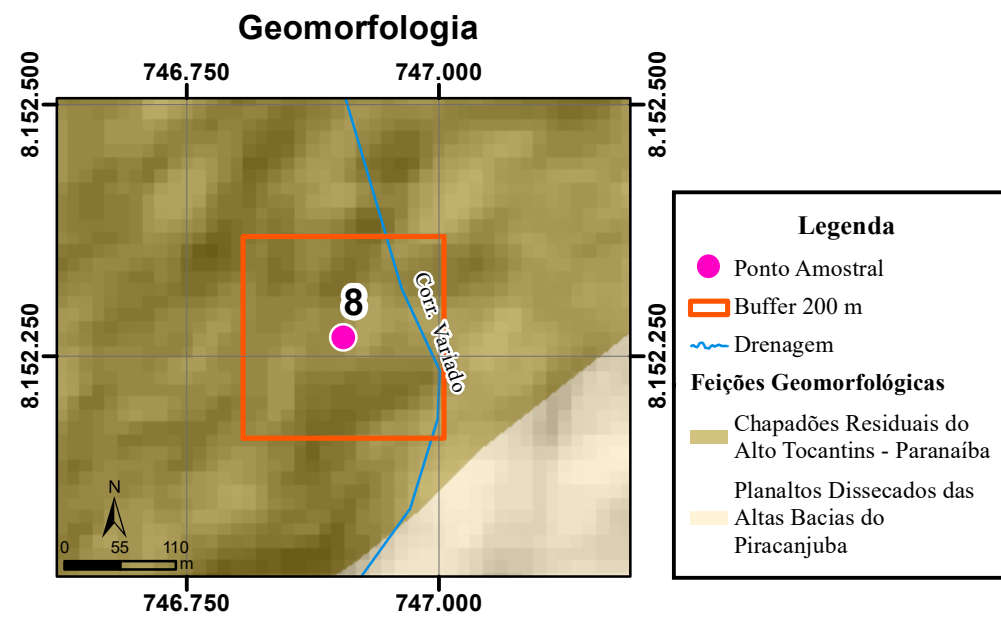 Geomorfologia
746.750
747.000
8.152.500
8.152.500
8
Corr. Variado
8.152.250
8.152.250
N
0 55 110
m
746.750
747.000
Legenda
Ponto Amostral
Buffer 200 m
Drenagem
Feições Geomorfológicas
Chapadões Residuais do
Alto Tocantins - Paranaíba
Planaltos Dissecados das
Altas Bacias do
Piracanjuba